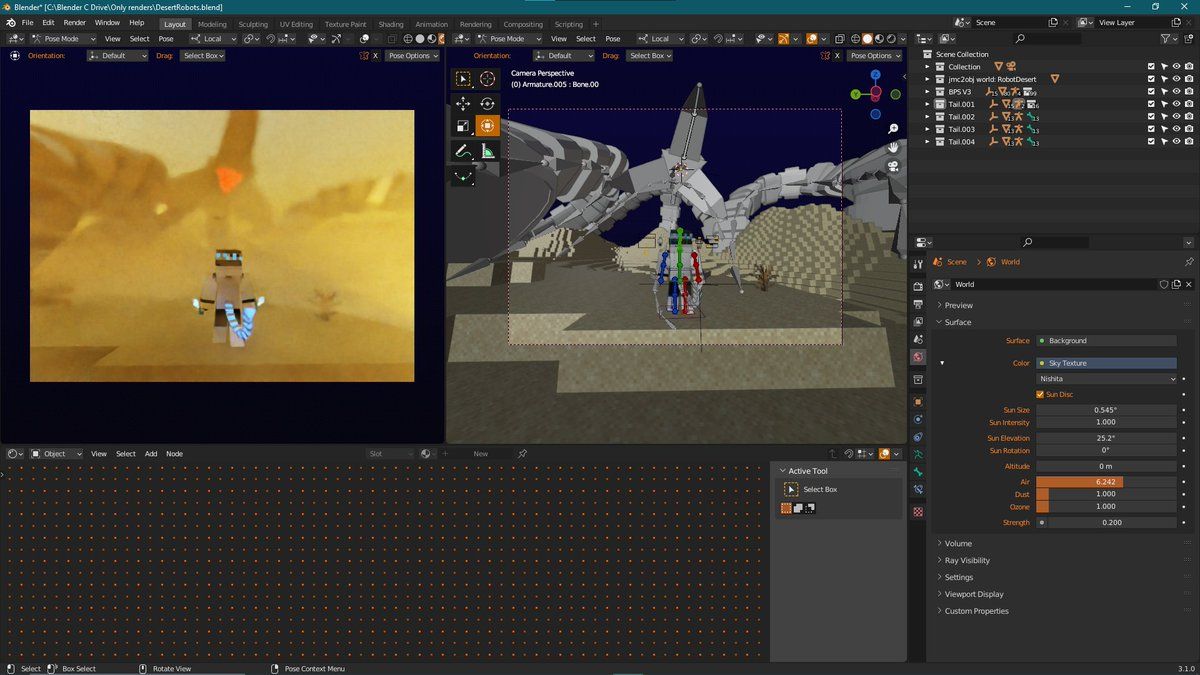 Blender* [C:\Blender C Drive\Only renders\DesertRobots.blend]
File Edit Render Window Help Layout Modeling Sculpting UV Editing Texture Paint Shading Animation Rendering Compositing Scripting + Scene View Layer
Pose Mode View Select Pose Local
Orientation: Default Drag: Select Box X Pose Options
Pose Mode View Select Pose Local
Orientation: Default Drag: Select Box X Pose Options
Camera Perspective
(0) Armature.005 : Bone.00
Z
Y
Scene Collection
Collection
jmc2obj world: RobotDesert
BPS V3
Tail.001
Tail.002 13 13
Tail.003 13 13
Tail.004 13 13
Scene > World
World
Preview
Surface
Surface Background
Color Sky Texture
Nishita
Sun Disc
Sun Size 0.545°
Sun Intensity 1.000
Sun Elevation 25.2°
Sun Rotation 0°
Altitude 0 m
Air 6.242
Dust 1.000
Ozone 1.000
Strength 0.200
Volume
Ray Visibility
Settings
Viewport Display
Custom Properties
Object View Select Add Node Slot + New
Active Tool
Select Box
Select Box Select Rotate View Pose Context Menu
3.1.0